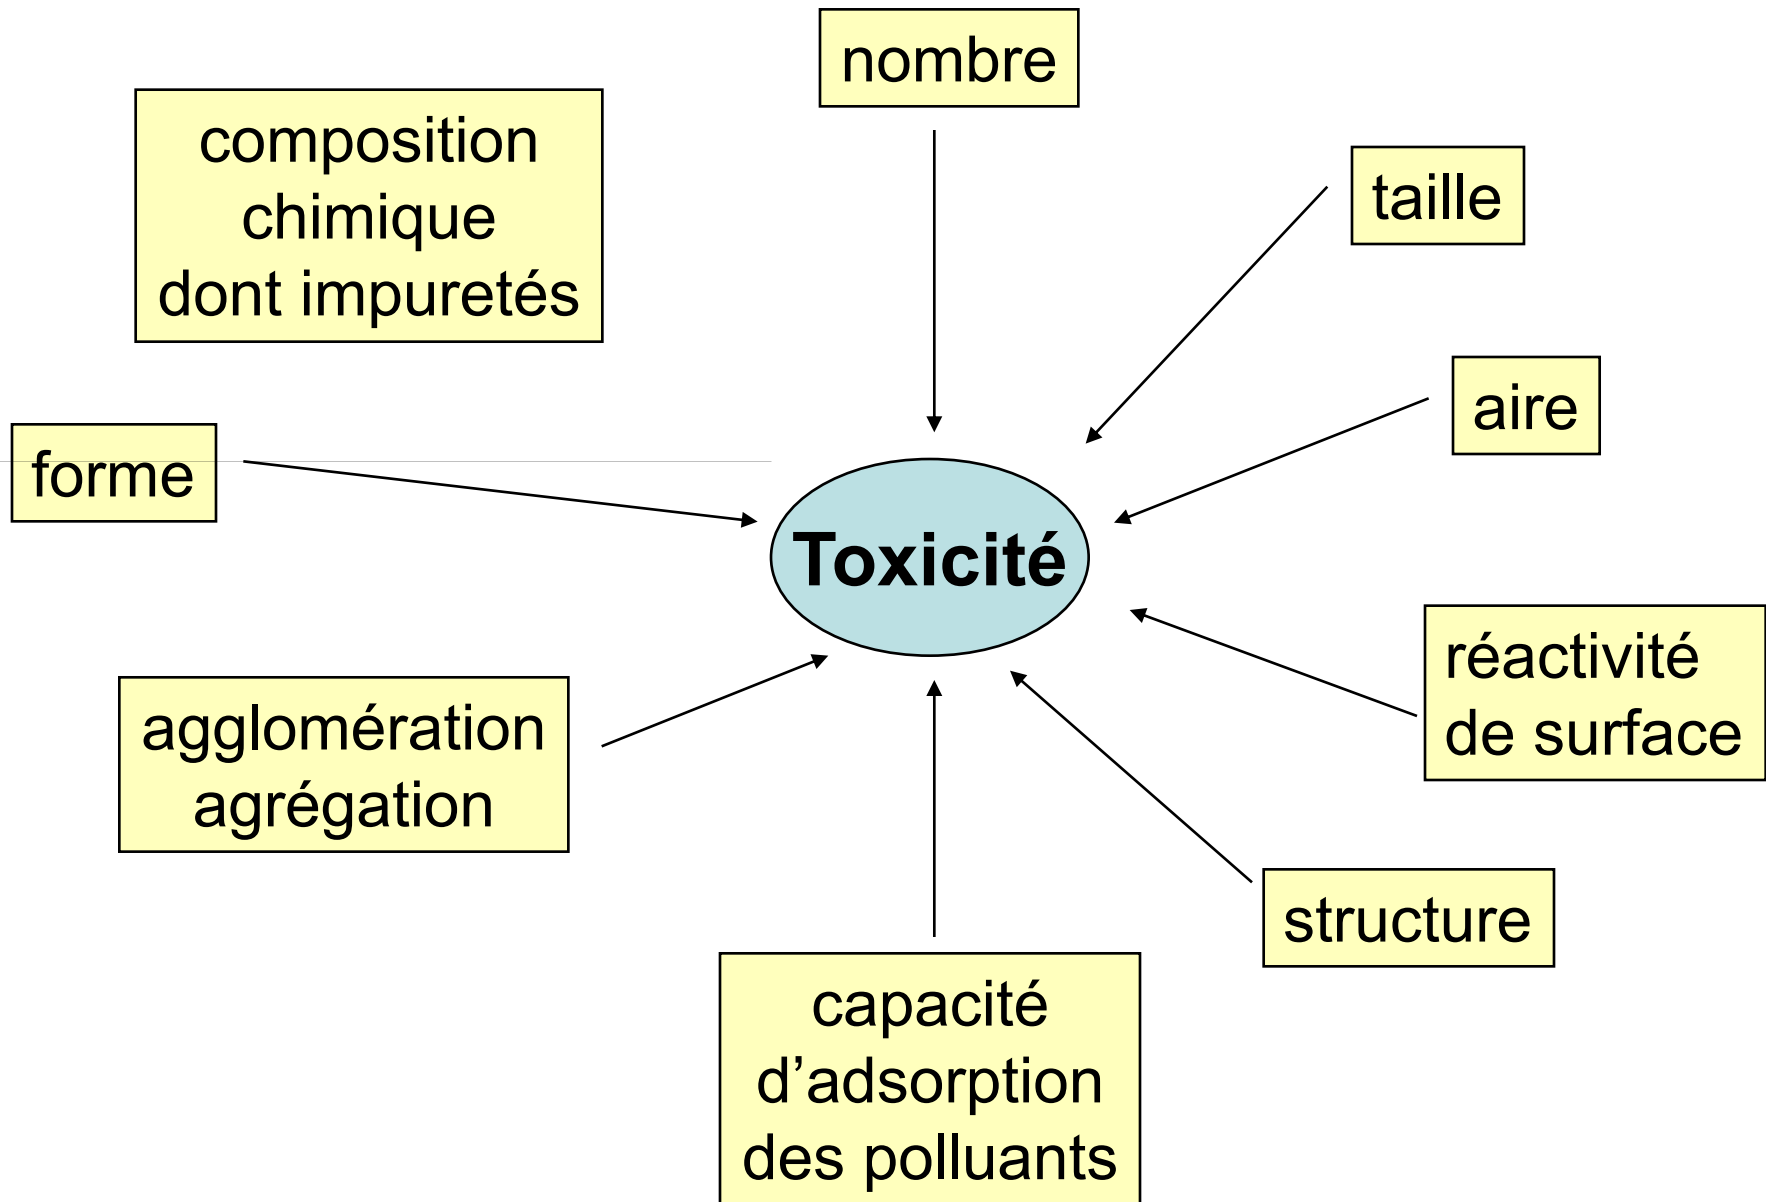 nombre
composition
chimique
dont impuretés
taille
aire
forme
Toxicité
réactivité
de surface
agglomération
agrégation
structure
capacité
d’adsorption
des polluants